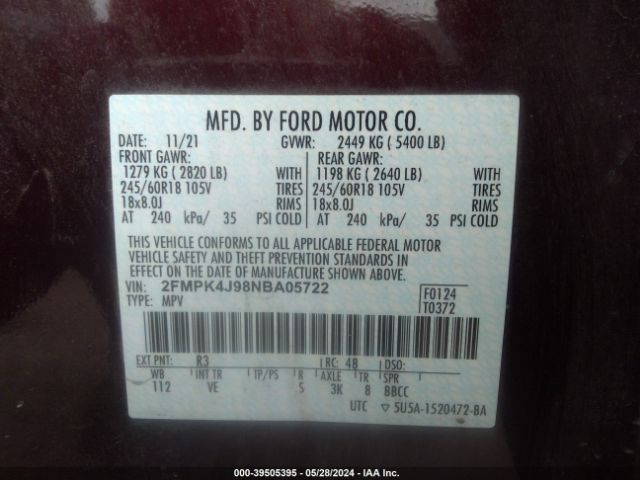 MFD. BY FORD MOTOR CO.
DATE: 11/21 GVWR: 2449 KG ( 5400 LB)
FRONT GAWR: REAR GAWR:
1279 KG ( 2820 LB) WITH 1198 KG ( 2640 LB) WITH
245/60R18 105V TIRES 245/60R18 105V TIRES
18x8.0J RIMS 18x8.0J RIMS
AT 240 kPa/ 35 PSI COLD AT 240 kPa/ 35 PSI COLD
THIS VEHICLE CONFORMS TO ALL APPLICABLE FEDERAL MOTOR
VEHICLE SAFETY AND THEFT PREVENTION STANDARDS IN
EFFECT ON THE DATE OF MANUFACTURE SHOWN ABOVE.
VIN: 2FMPK4J98NBA05722 F0124
TYPE: MPV T0372
EXT PNT: R3 RC: 48 DSO:
WB INT TR TP/PS R AXLE TR SPR
112 VE 5 3K 8 BBCC
UTC ▽ 5U5A-1520472-BA
000-39505395 - 05/28/2024 - IAA Inc.